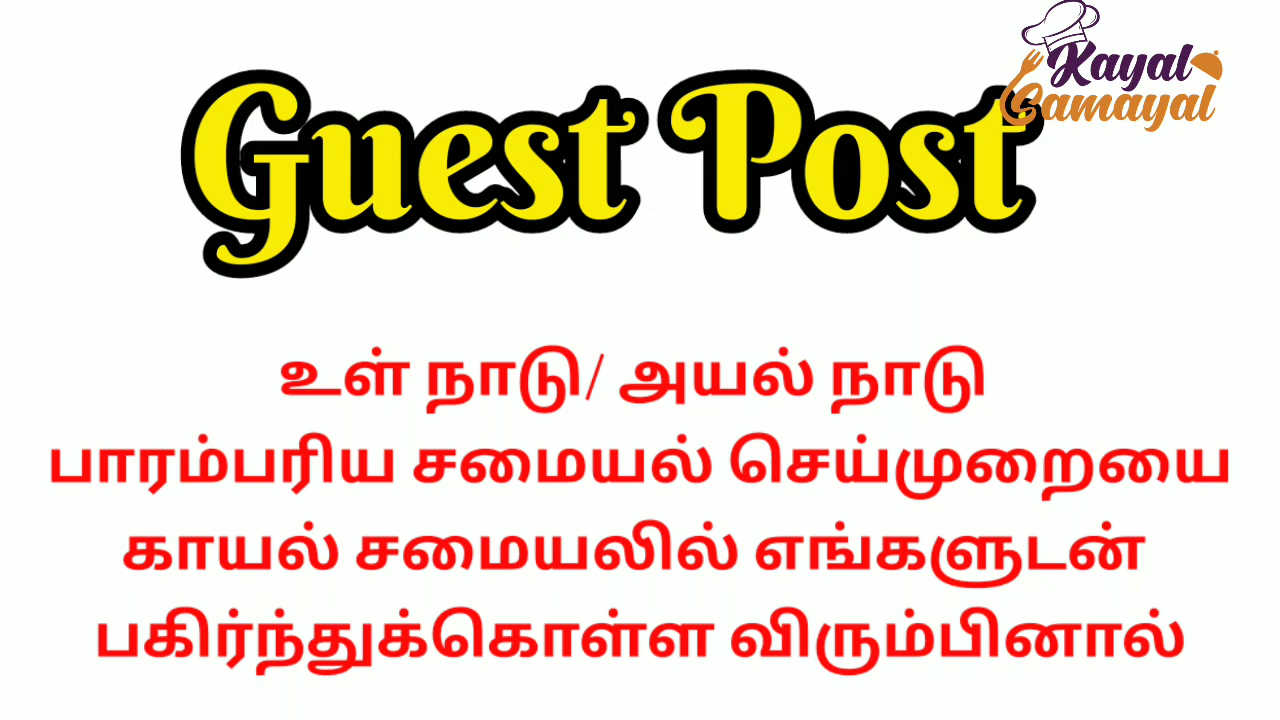 Kayal
Samayal
Guest Post
உள் நாடு/ அயல் நாடு
பாரம்பரிய சமையல் செய்முறையை
காயல் சமையலில் எங்களுடன்
பகிர்ந்துக்கொள்ள விரும்பினால்